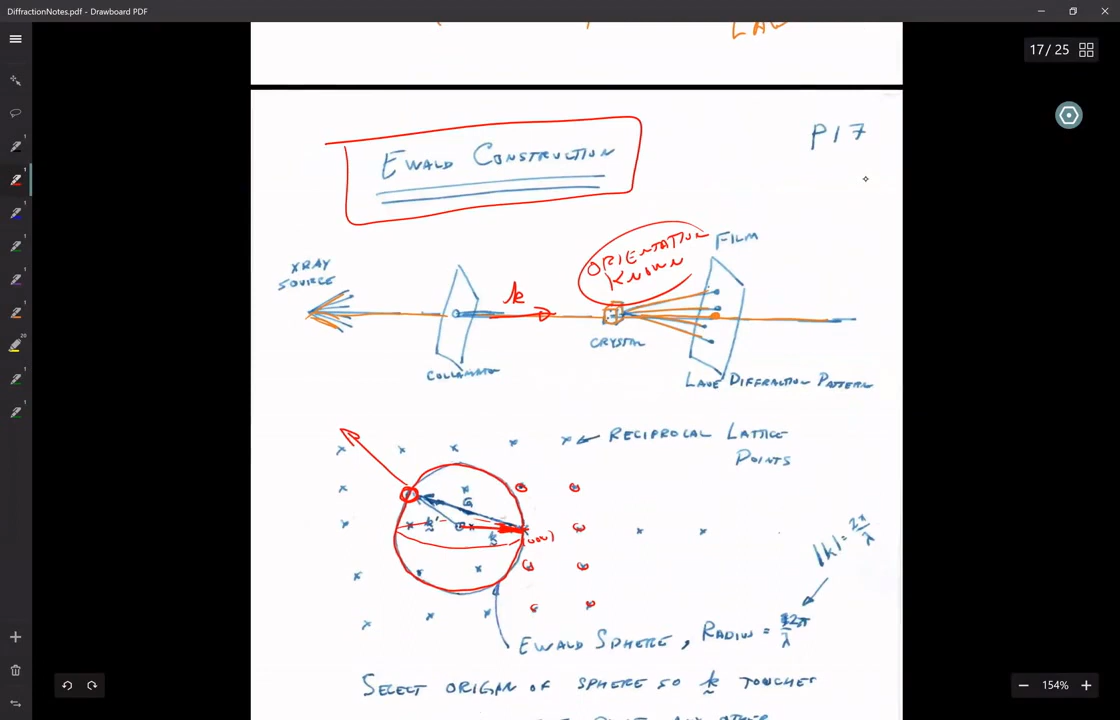 DiffractionNotes.pdf - Drawboard PDF
17/25
LAW
P17
EWALD CONSTRUCTION
ORIENTATION
KNOWN
FILM
XRAY
SOURCE
k
CRYSTAL
COLLIMATOR
LAUE DIFFRACTION PATTERN
RECIPROCAL LATTICE
POINTS
G
k'
k
(000)
|k| = 2π/λ
EWALD SPHERE, RADIUS = 2π/λ
SELECT ORIGIN OF SPHERE SO k TOUCHES
154%